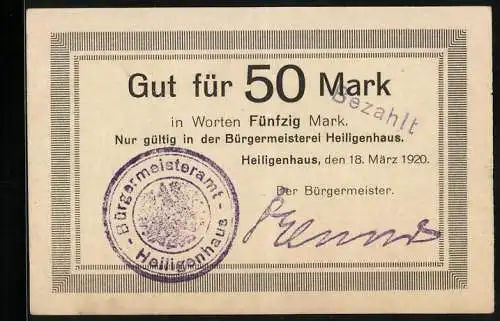 Gut für 50 Mark
Bezahlt
in Worten Fünfzig Mark.
Nur gültig in der Bürgermeisterei Heiligenhaus.
Heiligenhaus, den 18. März 1920.
Der Bürgermeister.
- Bürgermeisteramt -
Heiligenhaus